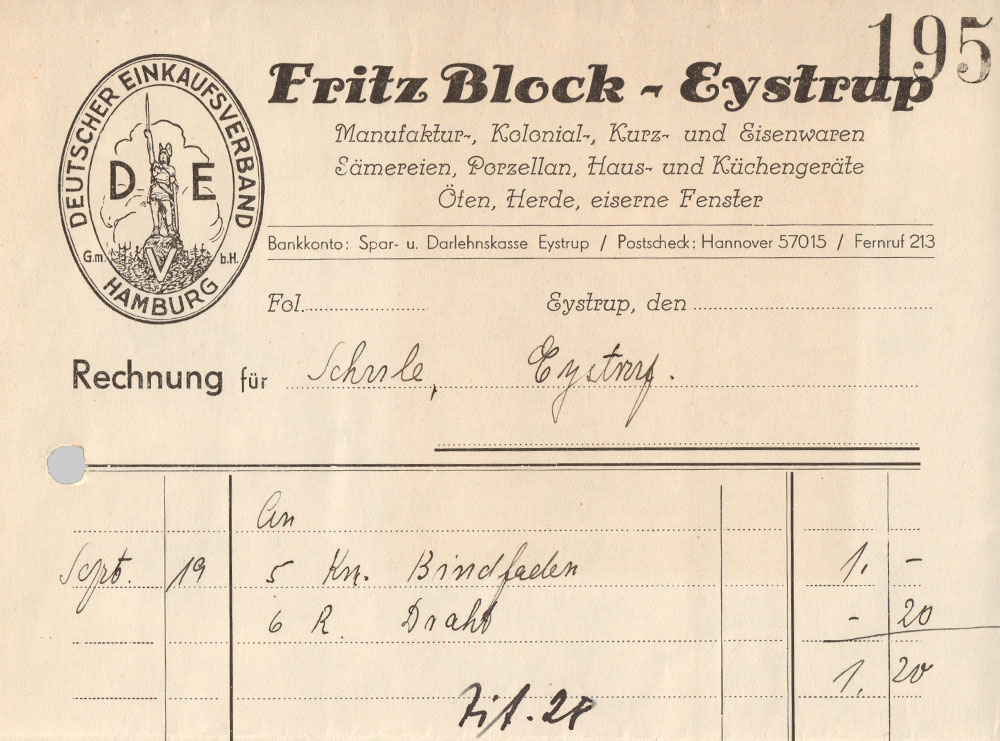 195
DEUTSCHER EINKAUFSVERBAND
D E
G.m. V b.H.
HAMBURG
Fritz Block - Eystrup
Manufaktur-, Kolonial-, Kurz- und Eisenwaren
Sämereien, Porzellan, Haus- und Küchengeräte
Öfen, Herde, eiserne Fenster
Bankkonto: Spar- u. Darlehnskasse Eystrup / Postscheck: Hannover 57015 / Fernruf 213
Fol. Eystrup, den
Rechnung für Schule, Eystrup.
An
Sept. 19 5 Kn. Bindfaden 1. -
6 R. Draht - 20
1. 20